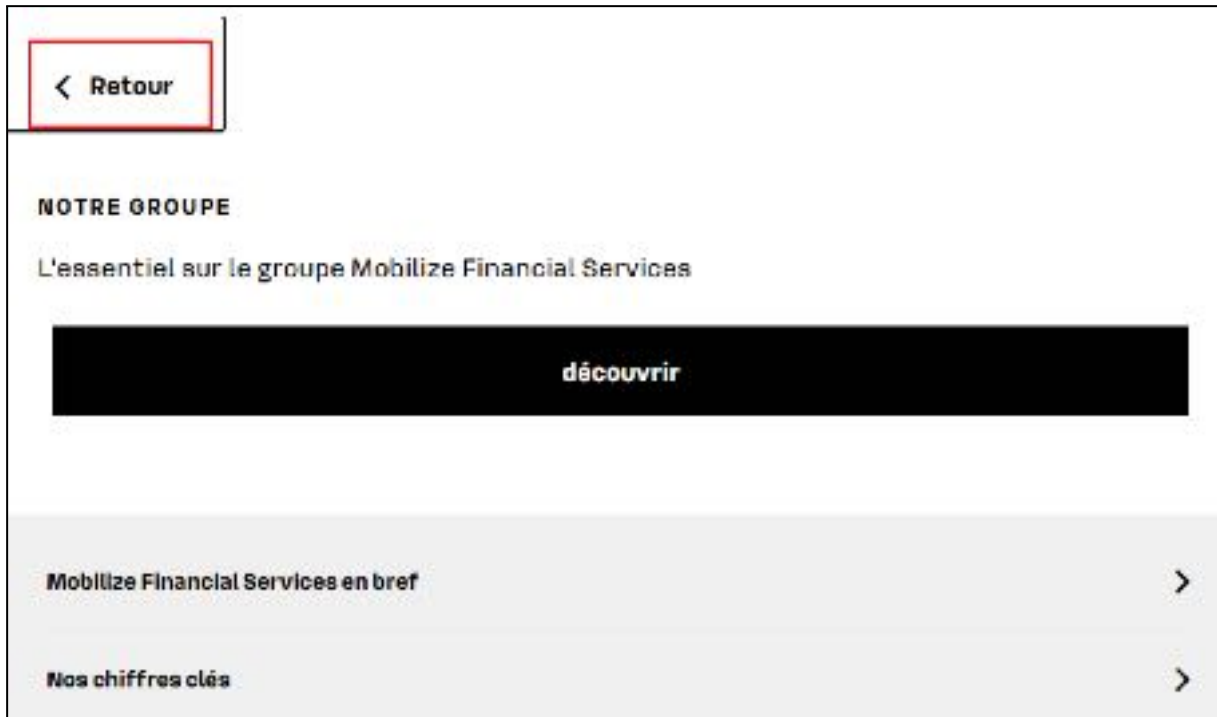 Retour
NOTRE GROUPE
L'essentiel sur le groupe Mobilize Financial Services
découvrir
Mobilize Financial Services en bref
Nos chiffres clés